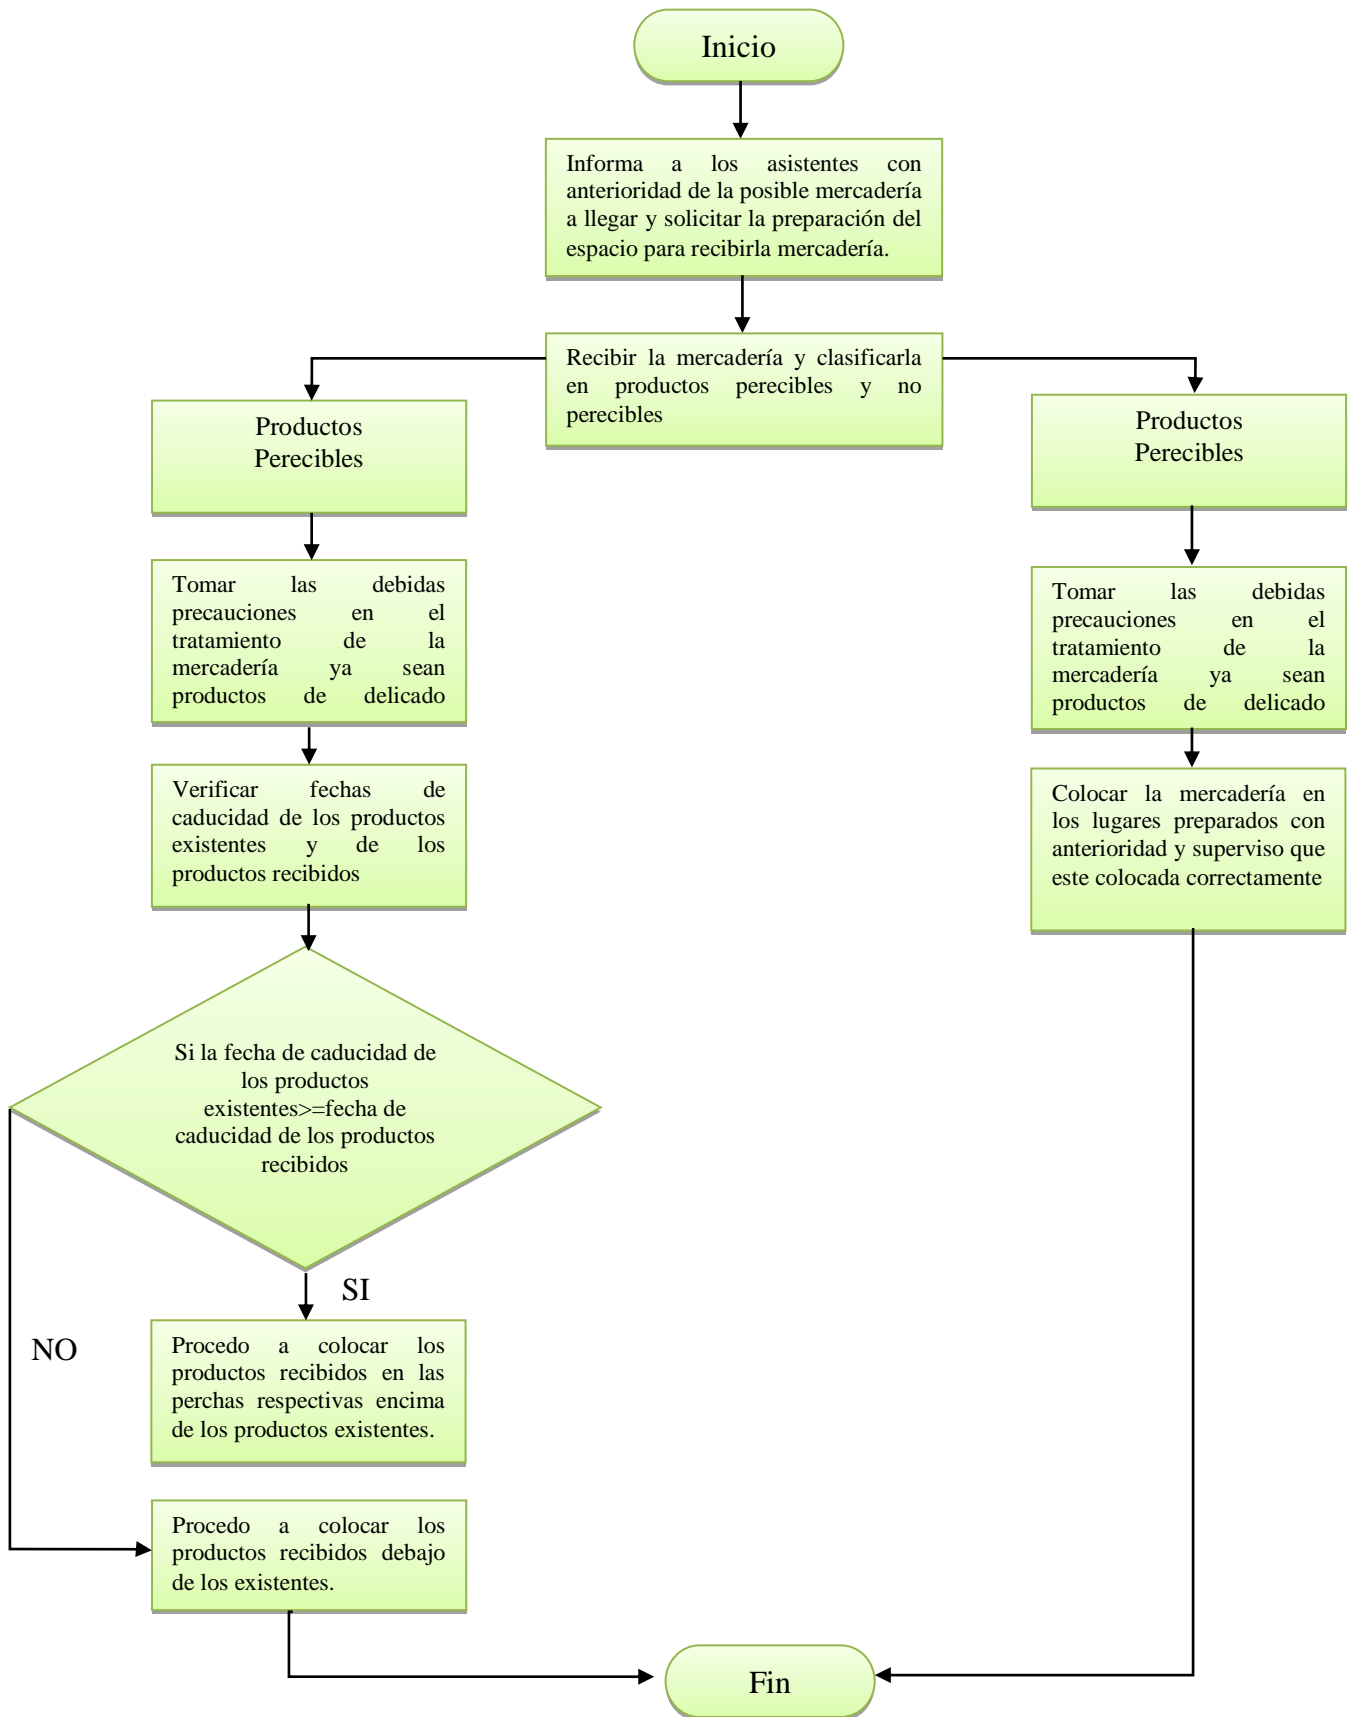 Inicio
Informa a los asistentes con
anterioridad de la posible mercadería
a llegar y solicitar la preparación del
espacio para recibirla mercadería.
Recibir la mercadería y clasificarla
en productos perecibles y no
perecibles
Productos
Perecibles
Tomar las debidas
precauciones en el
tratamiento de la
mercadería ya sean
productos de delicado
Verificar fechas de
caducidad de los productos
existentes y de los
productos recibidos
Si la fecha de caducidad de
los productos
existentes>=fecha de
caducidad de los productos
recibidos
SI
NO
Procedo a colocar los
productos recibidos en las
perchas respectivas encima
de los productos existentes.
Procedo a colocar los
productos recibidos debajo
de los existentes.
Productos
Perecibles
Tomar las debidas
precauciones en el
tratamiento de la
mercadería ya sean
productos de delicado
Colocar la mercadería en
los lugares preparados con
anterioridad y superviso que
este colocada correctamente
Fin